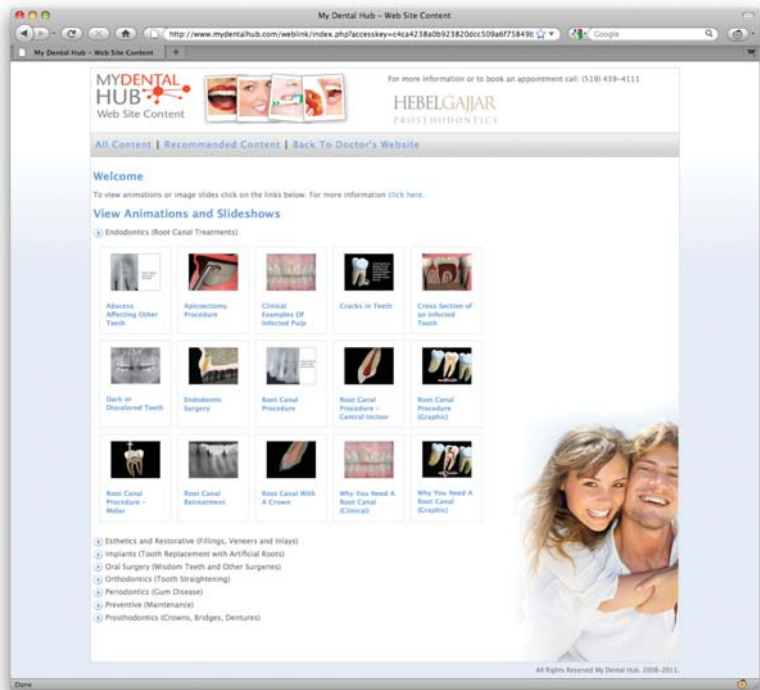 My Dental Hub – Web Site Content
http://www.mydentalhub.com/weblink/index.php?accesskey=c4ca4238a0b923820dcc509a6f75849b
Google
My Dental Hub – Web Site Content
MYDENTAL
HUB
Web Site Content
For more information or to book an appointment call: (519) 439-4111
HEBELGAJJAR
PROSTHODONTICS
All Content | Recommended Content | Back To Doctor's Website
Welcome
To view animations or image slides click on the links below. For more information click here.
View Animations and Slideshows
Endodontics (Root Canal Treatments)
Abscess
Affecting Other
Teeth
Apicoectomy
Procedure
Clinical
Examples Of
Infected Pulp
Cracks in Teeth
Cross Section of
an Infected
Tooth
Dark or
Discolored Teeth
Endodontic
Surgery
Root Canal
Procedure
Root Canal
Procedure –
Central Incisor
Root Canal
Procedure
(Graphic)
Root Canal
Procedure –
Molar
Root Canal
Retreatment
Root Canal With
A Crown
Why You Need A
Root Canal
(Clinical)
Why You Need A
Root Canal
(Graphic)
Esthetics and Restorative (Fillings, Veneers and Inlays)
Implants (Tooth Replacement with Artificial Roots)
Oral Surgery (Wisdom Teeth and Other Surgeries)
Orthodontics (Tooth Straightening)
Periodontics (Gum Disease)
Preventive (Maintenance)
Prosthodontics (Crowns, Bridges, Dentures)
All Rights Reserved My Dental Hub. 2008-2011.
Done